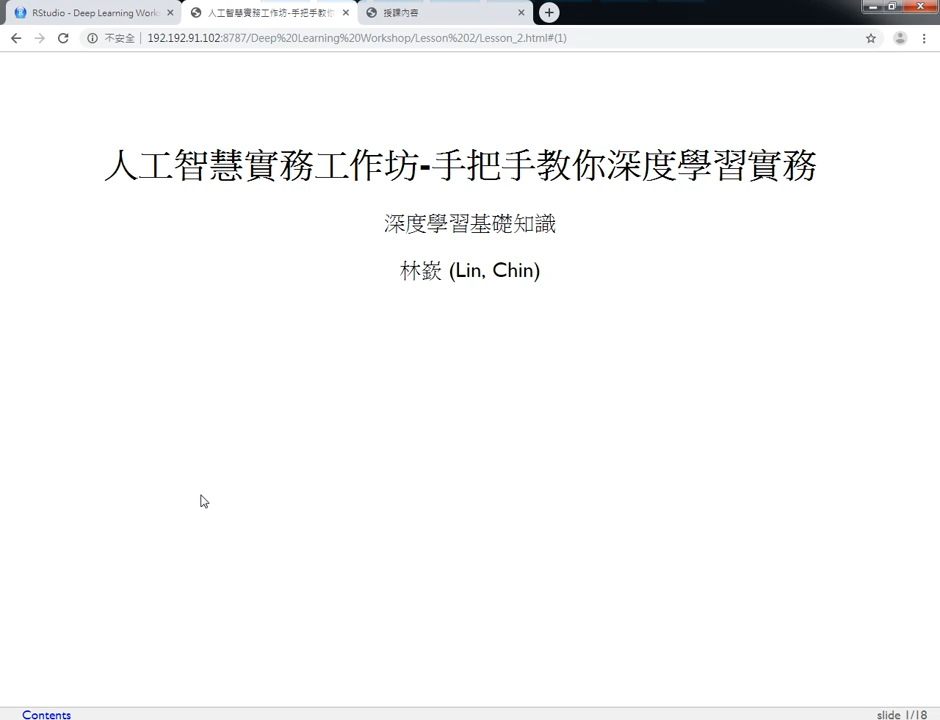 RStudio - Deep Learning Work
人工智慧實務工作坊-手把手教你
授課內容
不安全
192.192.91.102:8787/Deep%20Learning%20Workshop/Lesson%202/Lesson_2.html#(1)
人工智慧實務工作坊-手把手教你深度學習實務
深度學習基礎知識
林嶔 (Lin, Chin)
Contents
slide 1/18